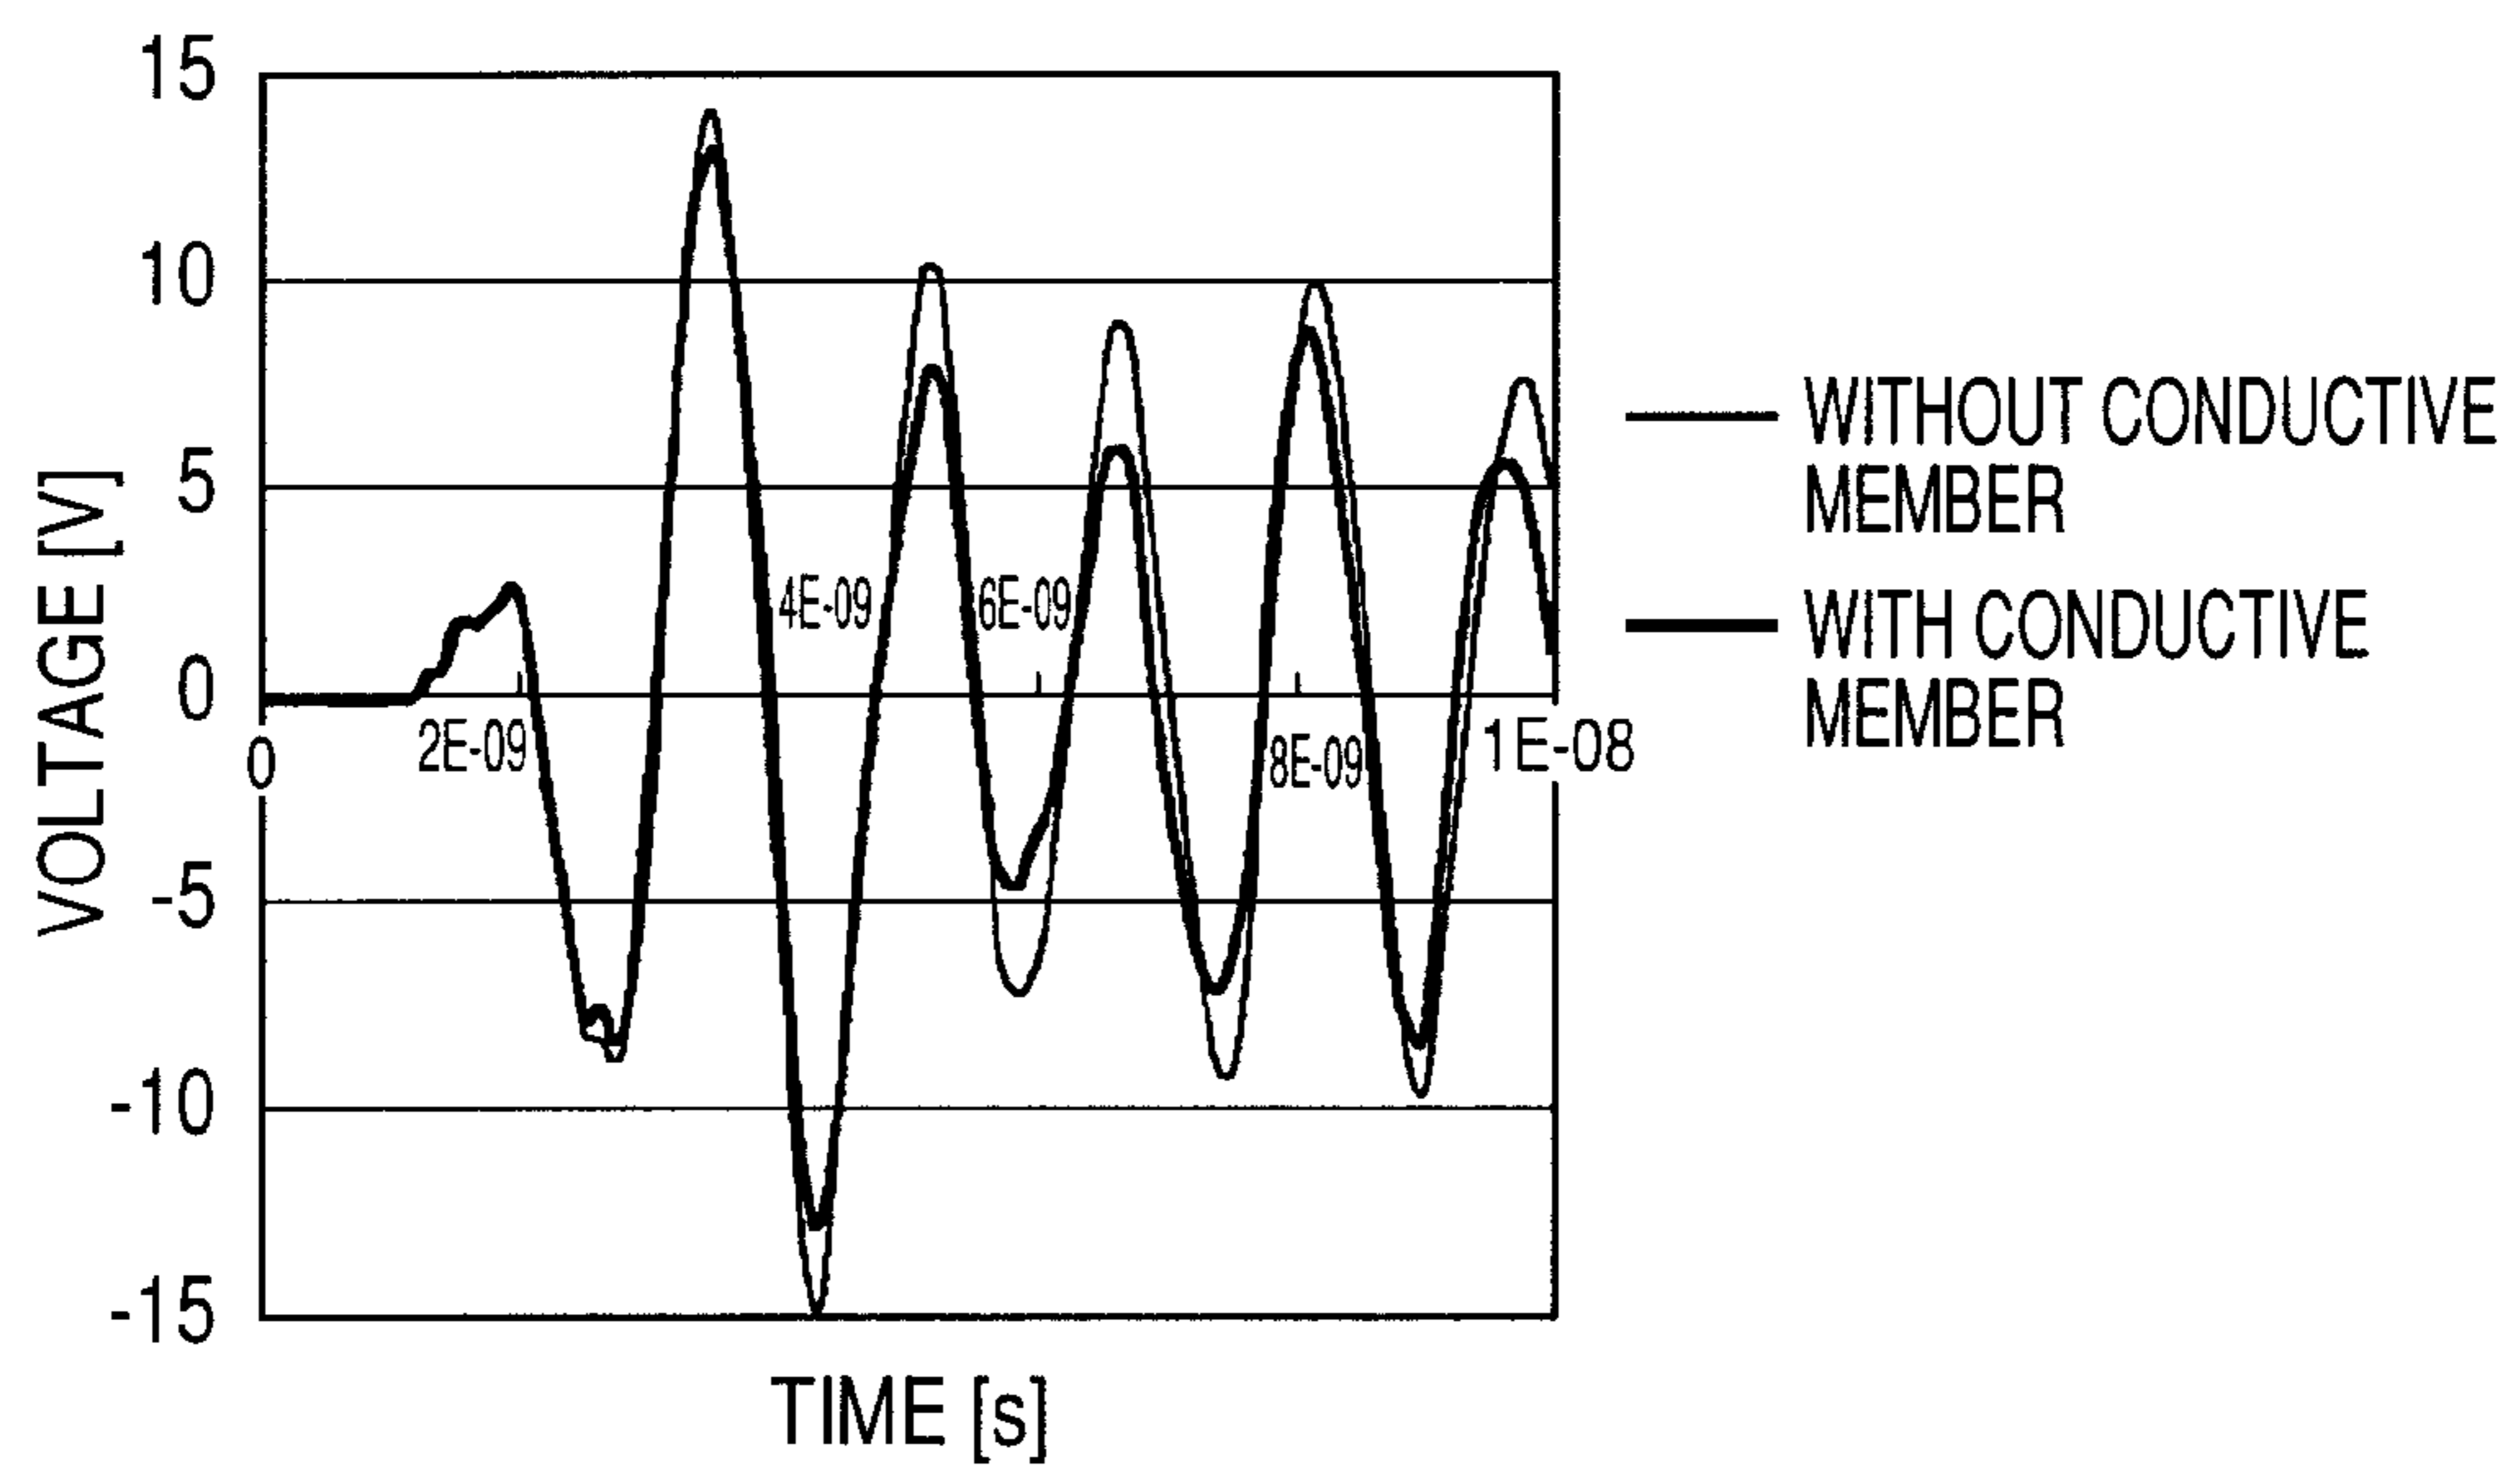 15
10
5
0
-5
-10
-15
VOLTAGE [V]
0
2E-09
4E-09
6E-09
8E-09
1E-08
TIME [s]
WITHOUT CONDUCTIVE
MEMBER
WITH CONDUCTIVE
MEMBER